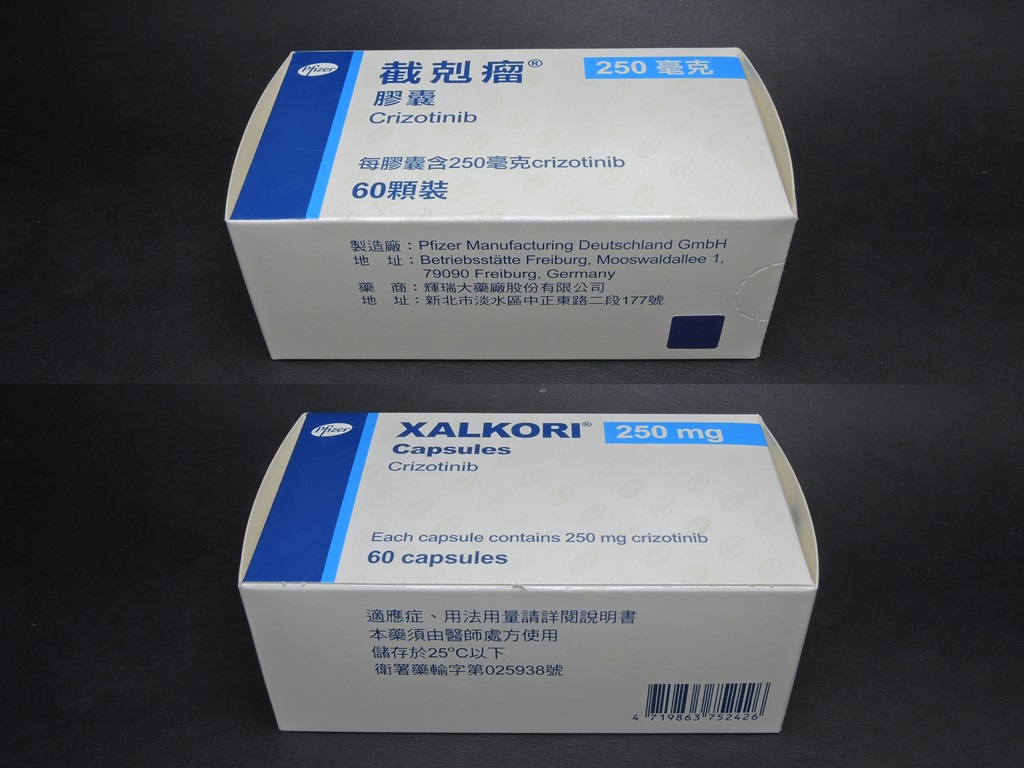 Pfizer
截剋瘤® 250 毫克
膠囊
Crizotinib
每膠囊含250毫克crizotinib
60顆裝
製造廠：Pfizer Manufacturing Deutschland GmbH
地 址：Betriebsstätte Freiburg, Mooswaldallee 1,
79090 Freiburg, Germany
藥 商：輝瑞大藥廠股份有限公司
地 址：新北市淡水區中正東路二段177號
Pfizer
XALKORI® 250 mg
Capsules
Crizotinib
Each capsule contains 250 mg crizotinib
60 capsules
適應症、用法用量請詳閱說明書
本藥須由醫師處方使用
儲存於25°C以下
衛署藥輸字第025938號
4 719863 752426